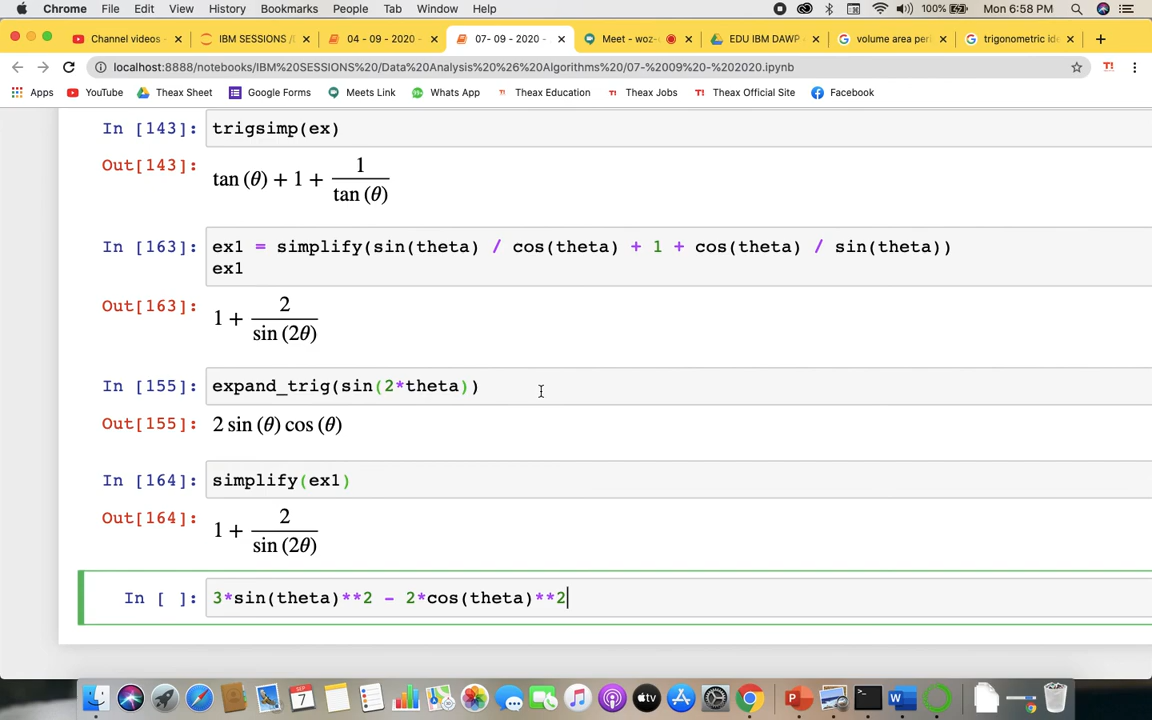 Chrome File Edit View History Bookmarks People Tab Window Help 100% Mon 6:58 PM
Channel videos - IBM SESSIONS / 04 - 09 - 2020 - 07- 09 - 2020 - Meet - woz- EDU IBM DAWP - volume area peri trigonometric ide
localhost:8888/notebooks/IBM%20SESSIONS%20/Data%20Analysis%20%26%20Algorithms%20/07-%2009%20-%202020.ipynb
Apps YouTube Theax Sheet Google Forms Meets Link Whats App Theax Education Theax Jobs Theax Official Site Facebook
In [143]: trigsimp(ex)
Out[143]: tan (θ) + 1 + 1 / tan (θ)
In [163]: ex1 = simplify(sin(theta) / cos(theta) + 1 + cos(theta) / sin(theta))
ex1
Out[163]: 1 + 2 / sin (2θ)
In [155]: expand_trig(sin(2*theta))
Out[155]: 2 sin (θ) cos (θ)
In [164]: simplify(ex1)
Out[164]: 1 + 2 / sin (2θ)
In [ ]: 3*sin(theta)**2 - 2*cos(theta)**2